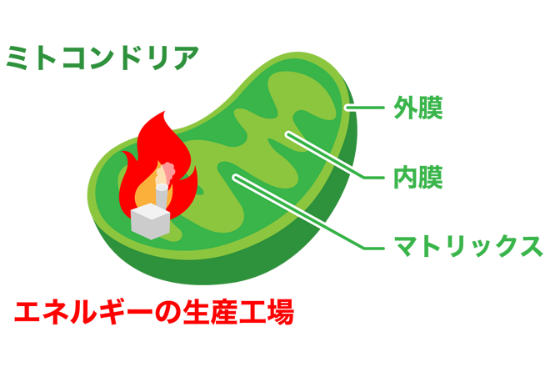 ミトコンドリア
外膜
内膜
マトリックス
エネルギーの生産工場